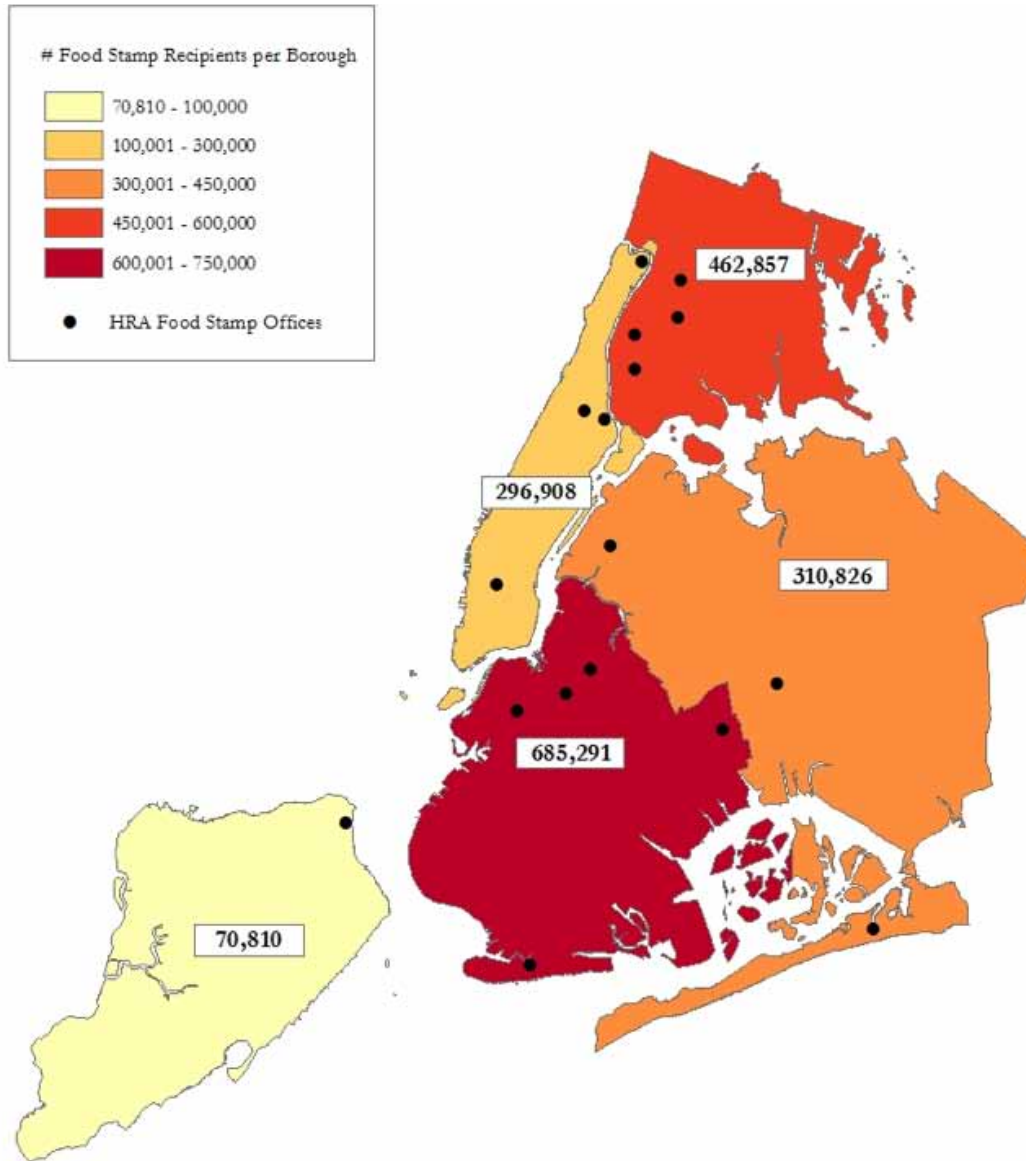 # Food Stamp Recipients per Borough
70,810 - 100,000
100,001 - 300,000
300,001 - 450,000
450,001 - 600,000
600,001 - 750,000
HRA Food Stamp Offices
462,857
296,908
310,826
685,291
70,810